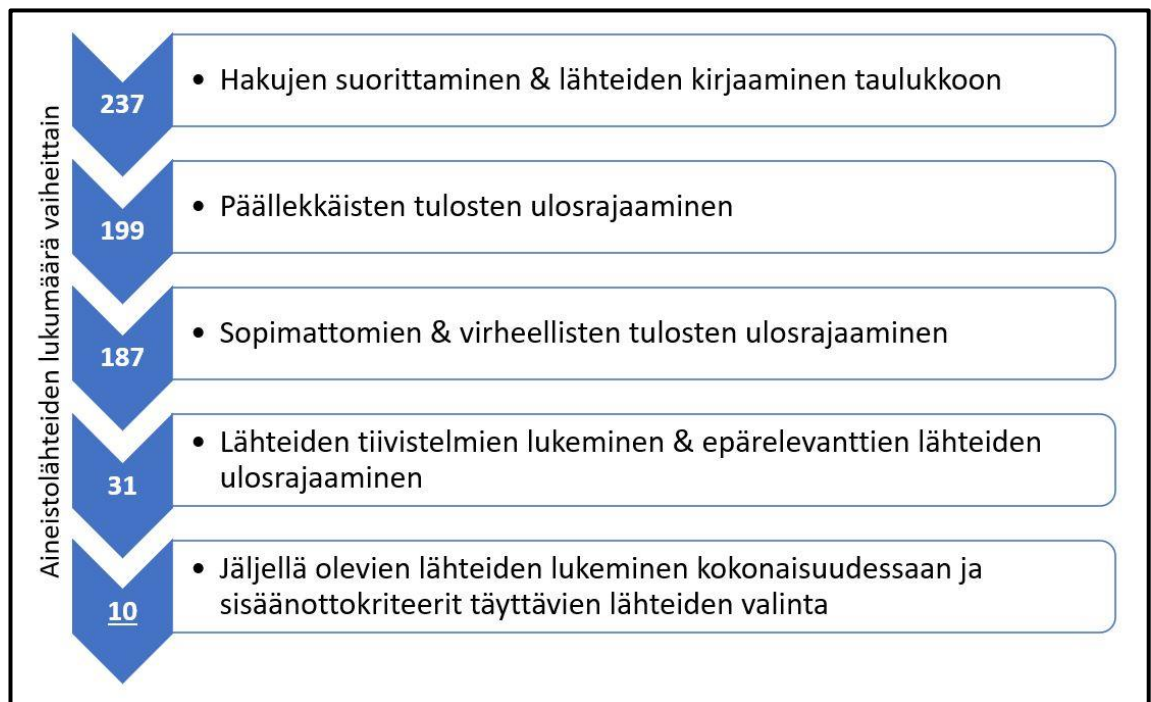 Aineistolähteiden lukumäärä vaiheittain
237
• Hakujen suorittaminen & lähteiden kirjaaminen taulukkoon
199
• Päällekkäisten tulosten ulosrajaaminen
187
• Sopimattomien & virheellisten tulosten ulosrajaaminen
31
• Lähteiden tiivistelmien lukeminen & epärelevanttien lähteiden
ulosrajaaminen
10
• Jäljellä olevien lähteiden lukeminen kokonaisuudessaan ja
sisäänottokriteerit täyttävien lähteiden valinta